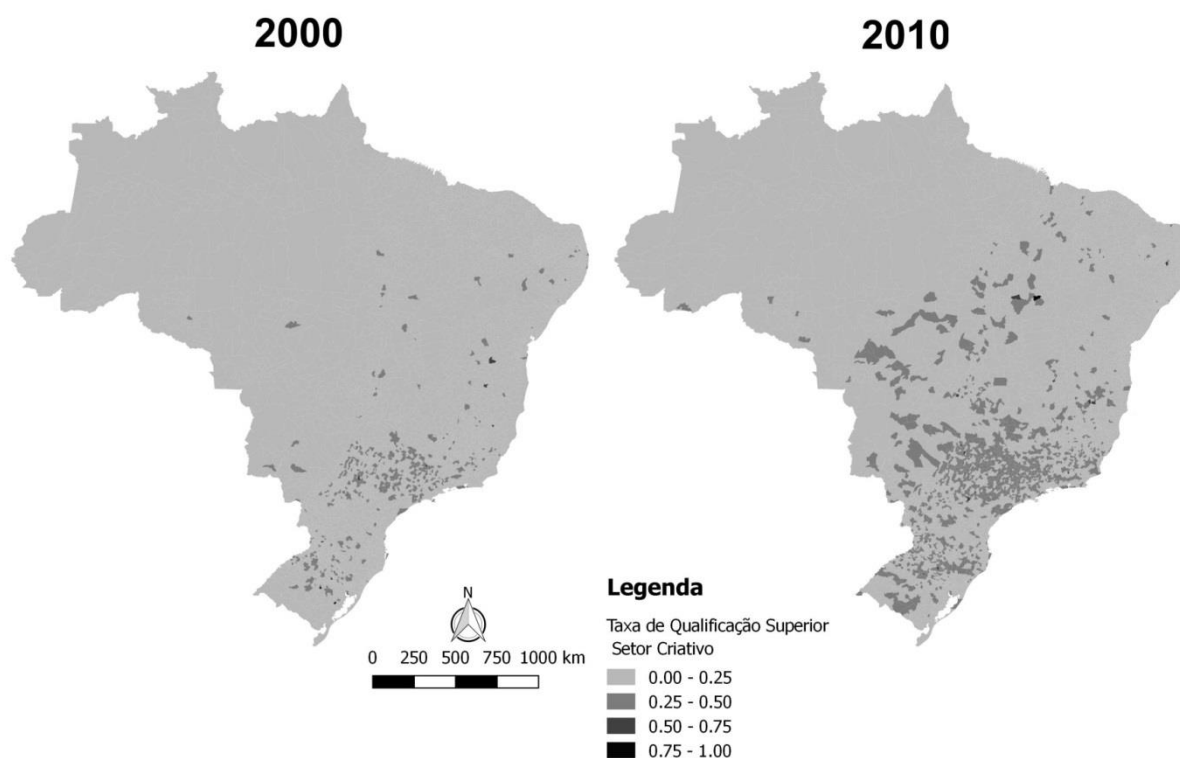 2000
2010
N
0 250 500 750 1000 km
Legenda
Taxa de Qualificação Superior
Setor Criativo
0.00 - 0.25
0.25 - 0.50
0.50 - 0.75
0.75 - 1.00